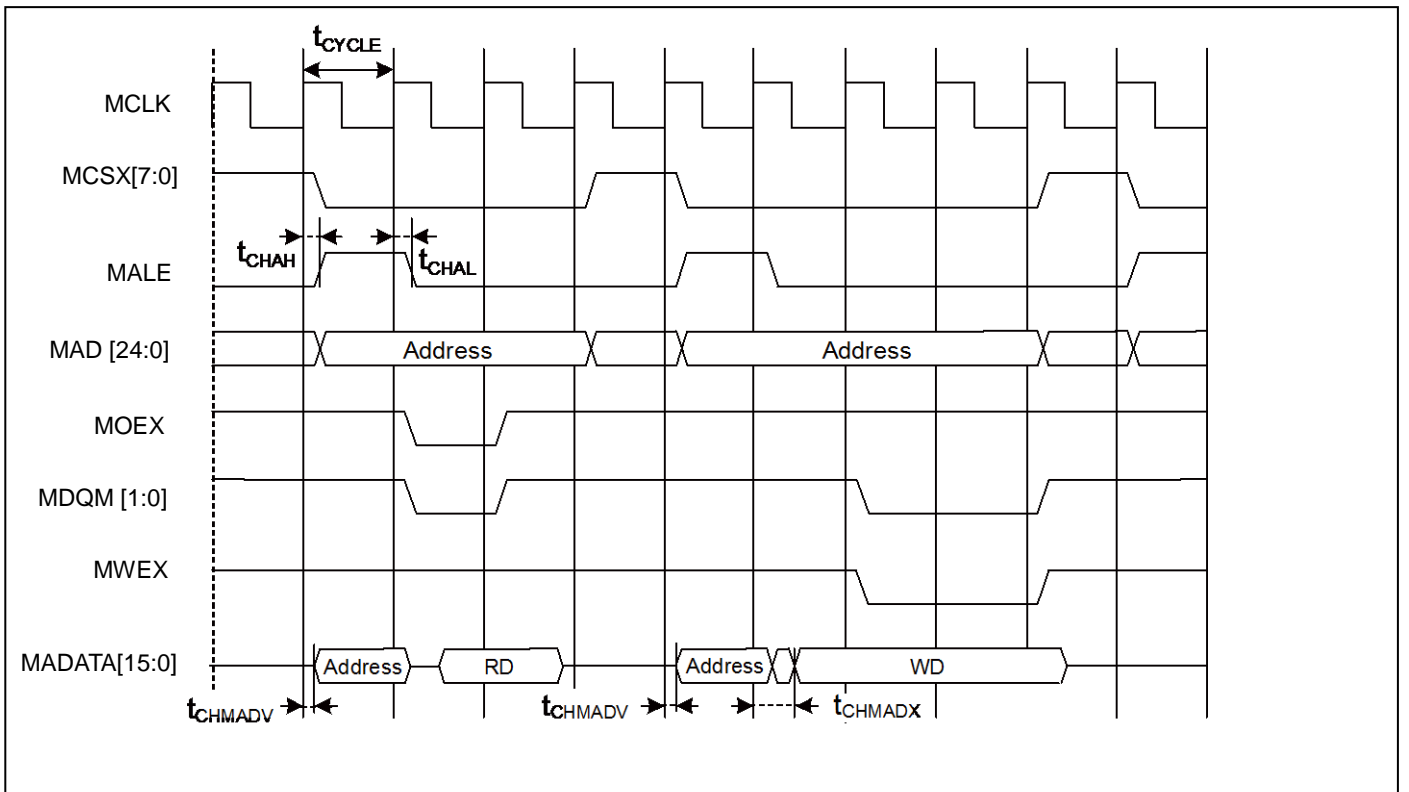 tCYCLE
MCLK
MCSX[7:0]
tCHAH
tCHAL
MALE
MAD [24:0]
Address
Address
MOEX
MDQM [1:0]
MWEX
MADATA[15:0]
Address
RD
Address
WD
tCHMADV
tCHMADV
tCHMADX